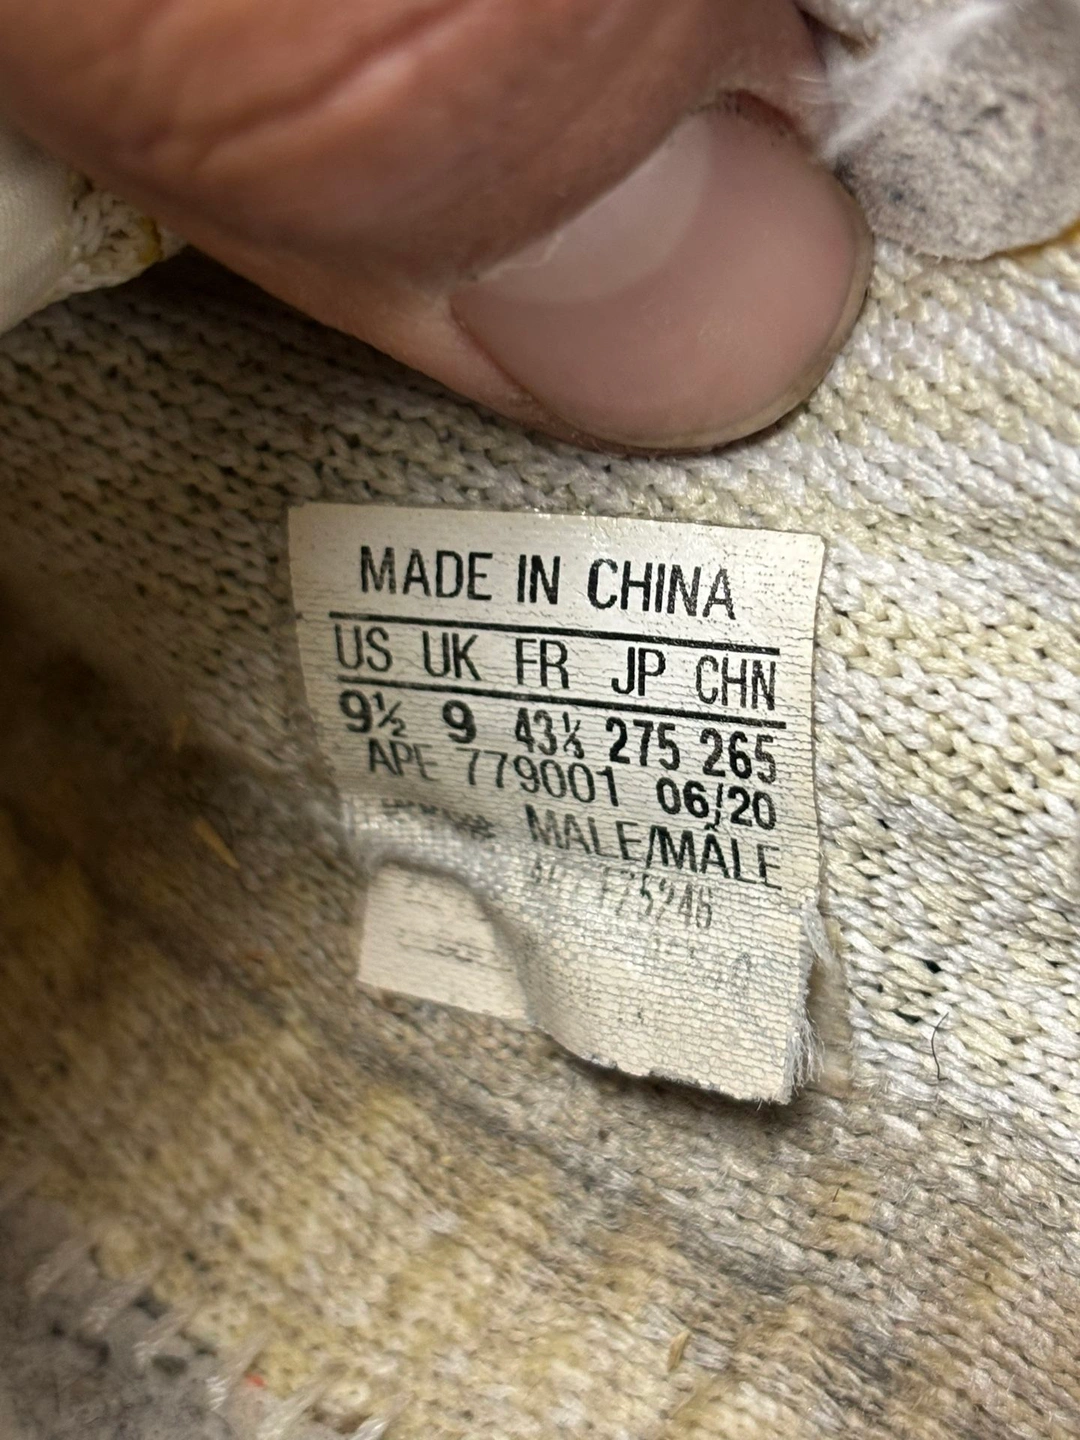 MADE IN CHINA
US UK FR JP CHN
9½ 9 43⅓ 275 265
APE 779001 06/20
MALE/MÂLE